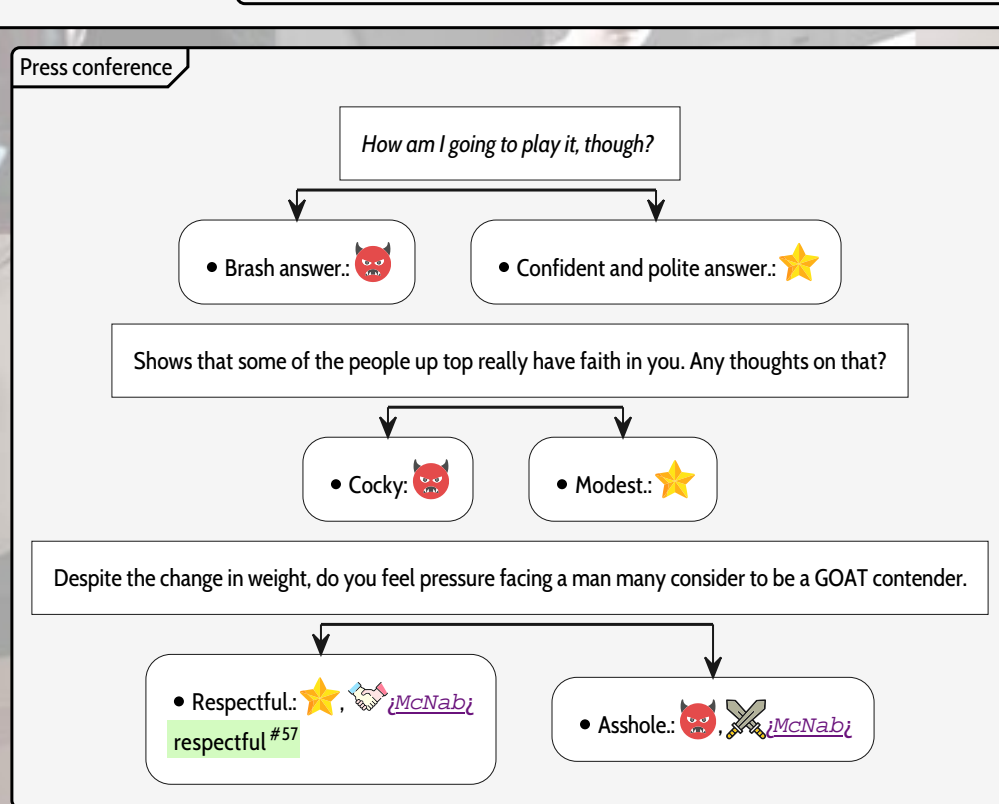 Press conference
How am I going to play it, though?
• Brash answer.:
• Confident and polite answer.:
Shows that some of the people up top really have faith in you. Any thoughts on that?
• Cocky:
• Modest.:
Despite the change in weight, do you feel pressure facing a man many consider to be a GOAT contender.
• Respectful.: , ¿McNab¿
respectful #57
• Asshole.: , ¿McNab¿